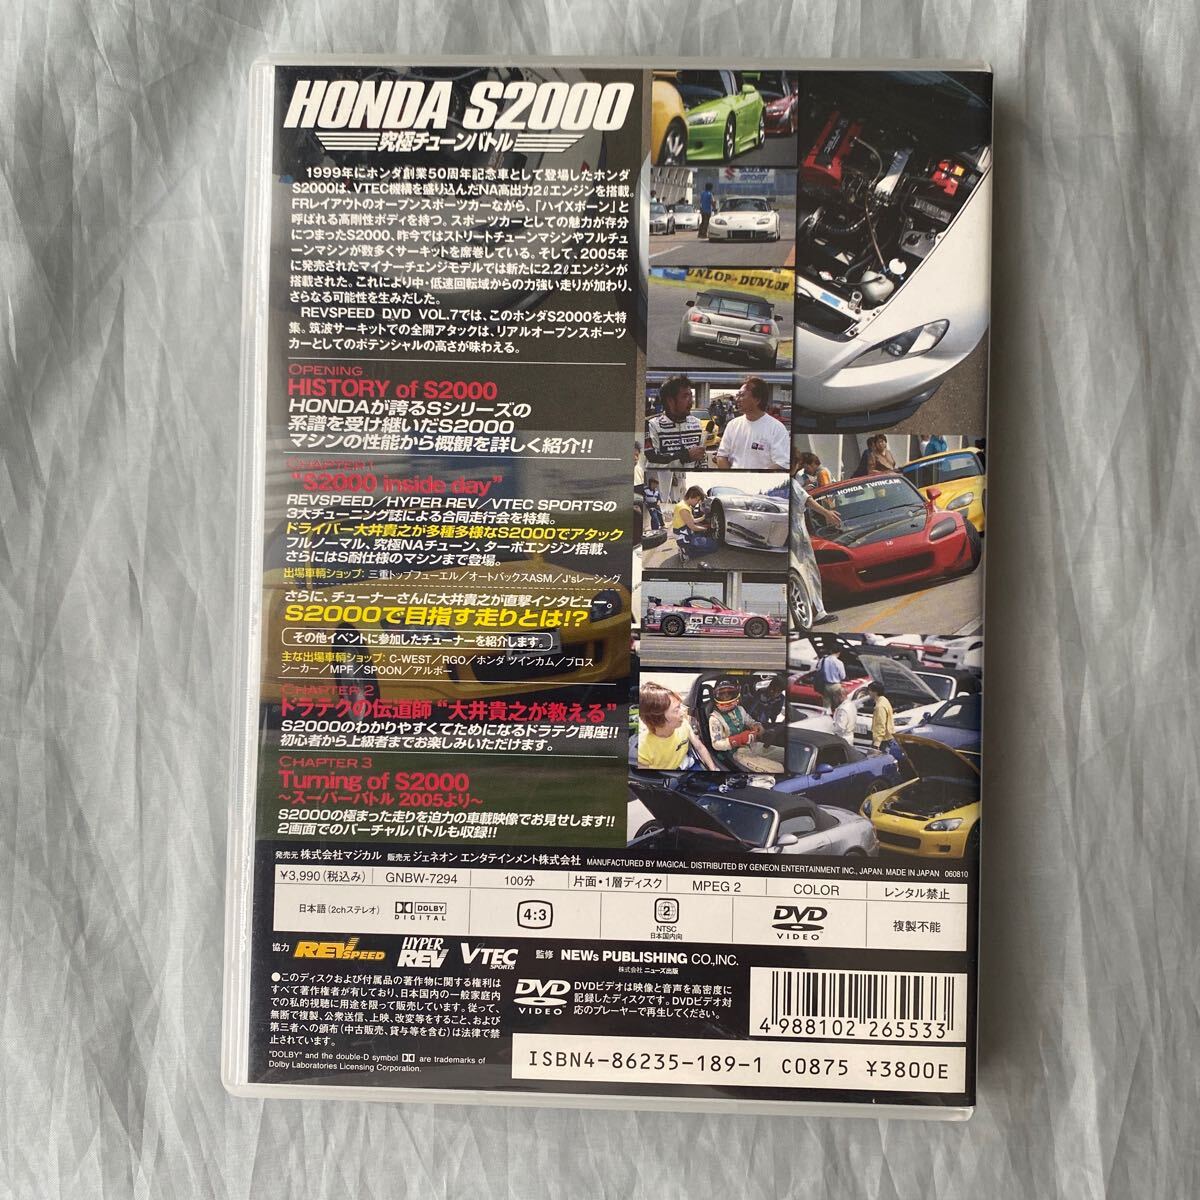 HONDA S2000
究極チューンバトル
1999年にホンダ創業50周年記念車として登場したホンダ
S2000は、VTEC機構を盛り込んだNA高出力2ℓエンジンを搭載。
FRレイアウトのオープンスポーツカーながら、「ハイXボーン」と
呼ばれる高剛性ボディを持つ。スポーツカーとしての魅力が存分
につまったS2000、昨今ではストリートチューンマシンやフルチュ
ーンマシンが数多くサーキットを席巻している。そして、2005年
に発売されたマイナーチェンジモデルでは新たに2.2ℓエンジンが
搭載された。これにより中・低速回転域からの力強い走りが加わり、
さらなる可能性を生みだした。
REVSPEED DVD VOL.7では、このホンダS2000を大特
集。筑波サーキットでの全開アタックは、リアルオープンスポーツ
カーとしてのポテンシャルの高さが味わえる。
OPENING
HISTORY of S2000
HONDAが誇るSシリーズの
系譜を受け継いだS2000
マシンの性能から概観を詳しく紹介!!
CHAPTER 1
"S2000 inside day"
REVSPEED／HYPER REV／VTEC SPORTSの
3大チューニング誌による合同走行会を特集。
ドライバー大井貴之が多種多様なS2000でアタック
フルノーマル、究極NAチューン、ターボエンジン搭載、
さらにはS耐仕様のマシンまで登場。
出場車輌ショップ：三重トップフューエル／オートバックスASM／J'sレーシング
さらに、チューナーさんに大井貴之が直撃インタビュー。
S2000で目指す走りとは!?
その他イベントに参加したチューナーを紹介します。
主な出場車輌ショップ：C-WEST／RGO／ホンダ ツインカム／ブロス
シーカー／MPF／SPOON／アルボー
CHAPTER 2
ドラテクの伝道師 "大井貴之が教える"
S2000のわかりやすくてためになるドラテク講座!!
初心者から上級者までお楽しみいただけます。
CHAPTER 3
Turning of S2000
〜スーパーバトル 2005より〜
S2000の極まった走りを迫力の車載映像でお見せします!!
2画面でのバーチャルバトルも収録!!
SUZUKI SPORT
DUNLOP DUNLOP
ARKTECH
EXEDY
HONDA TWINCAM
発売元 株式会社マジカル 販売元 ジェネオン エンタテインメント株式会社 MANUFACTURED BY MAGICAL. DISTRIBUTED BY GENEON ENTERTAINMENT INC., JAPAN. MADE IN JAPAN 060810
¥3,990(税込み) GNBW-7294 100分 片面・1層ディスク MPEG 2 COLOR レンタル禁止
日本語(2chステレオ) DOLBY DIGITAL 4:3 2 NTSC 日本国内向 DVD VIDEO 複製不能
協力 REVSPEED HYPER REV VTEC SPORTS 監修 NEWs PUBLISHING CO.,INC.
株式会社 ニューズ出版
●このディスクおよび付属品の著作物に関する権利は
すべて著作権者が有しており、日本国内の一般家庭内
での私的視聴に用途を限って販売しています。従って、
無断で複製、公衆送信、上映、改変等をすること、および
第三者への頒布(中古販売、貸与等を含む)は法律で禁
止されています。
"DOLBY" and the double-D symbol are trademarks of
Dolby Laboratories Licensing Corporation.
DVD VIDEO
DVDビデオは映像と音声を高密度に
記録したディスクです。DVDビデオ対
応のプレーヤーで再生してください。
4 988102 265533
ISBN4-86235-189-1 C0875 ¥3800E